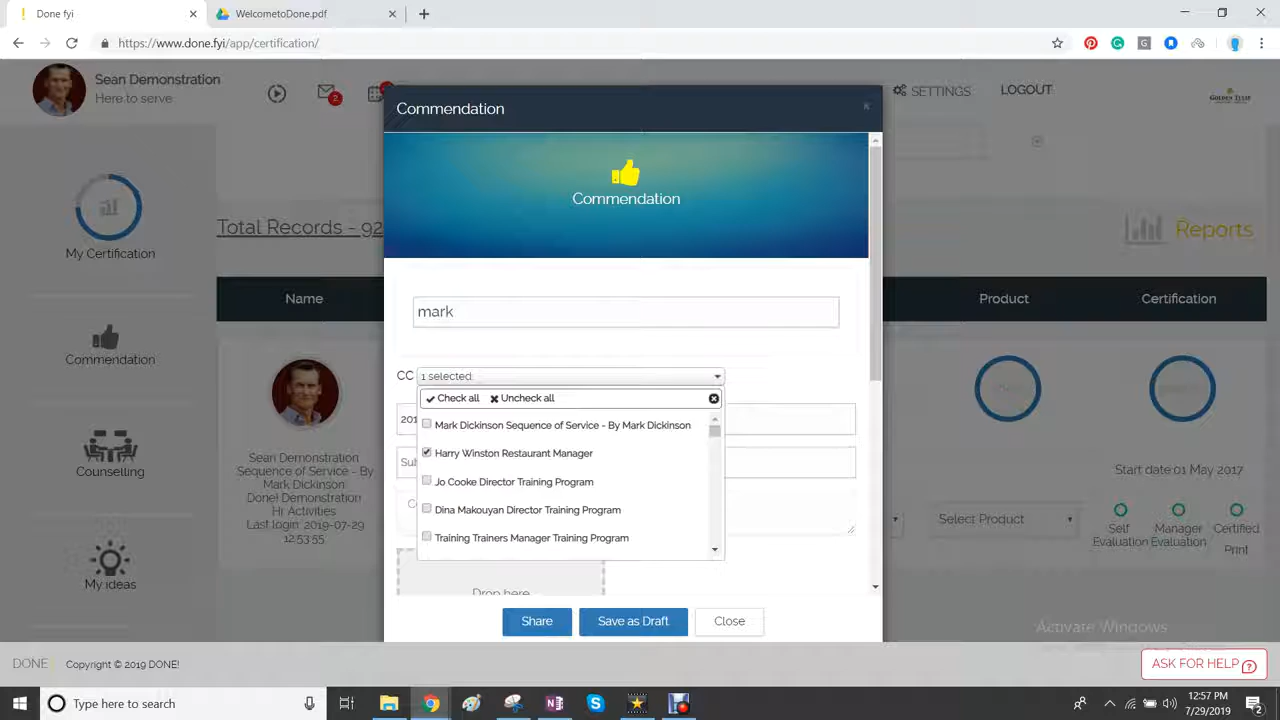 Done fyi
WelcometoDone.pdf
https://www.done.fyi/app/certification/
Sean Demonstration
Here to serve
2
SETTINGS
LOGOUT
GOLDEN TULIP
Commendation
Commendation
My Certification
Commendation
Counselling
My ideas
Total Records - 92
Reports
Name
Product
Certification
Sean Demonstration
Sequence of Service - By
Mark Dickinson
Done! Demonstration
H1 Activities
Last login: 2019-07-29
12:53:55
mark
CC
1 selected
Check all
Uncheck all
Mark Dickinson Sequence of Service - By Mark Dickinson
Harry Winston Restaurant Manager
Jo Cooke Director Training Program
Dina Makouyan Director Training Program
Training Trainers Manager Training Program
201
Sub
Drop here
Share
Save as Draft
Close
Start date 01 May 2017
Select Product
Self
Evaluation
Manager
Evaluation
Certified
Print
Activate Windows
DONE
Copyright © 2019 DONE!
ASK FOR HELP
Type here to search
12:57 PM
7/29/2019
2